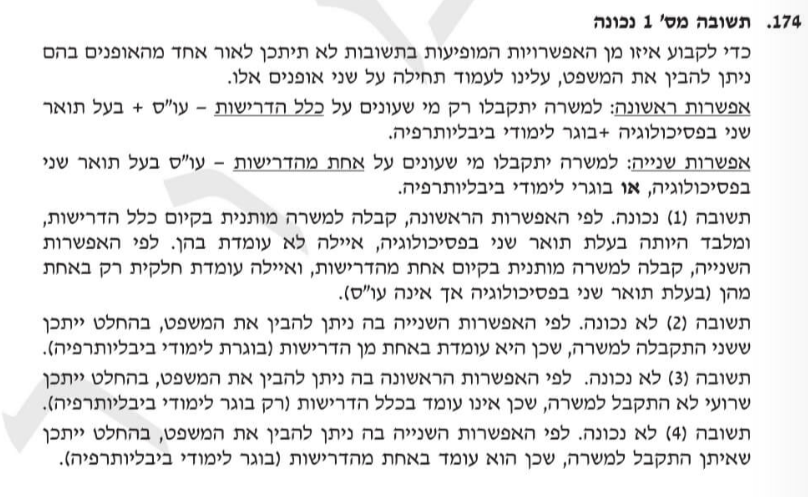 174. תשובה מס' 1 נכונה
כדי לקבוע איזו מן האפשרויות המופיעות בתשובות לא תיתכן לאור אחד מהאופנים בהם
ניתן להבין את המשפט, עלינו לעמוד תחילה על שני אופנים אלו.
אפשרות ראשונה: למשרה יתקבלו רק מי שעונים על כלל הדרישות – עו"ס + בעל תואר
שני בפסיכולוגיה +בוגר לימודי ביבליותרפיה.
אפשרות שנייה: למשרה יתקבלו מי שעונים על אחת מהדרישות – עו"ס בעל תואר שני
בפסיכולוגיה, או בוגרי לימודי ביבליותרפיה.
תשובה (1) נכונה. לפי האפשרות הראשונה, קבלה למשרה מותנית בקיום כלל הדרישות,
ומלבד היותה בעלת תואר שני בפסיכולוגיה, איילה לא עומדת בהן. לפי האפשרות
השנייה, קבלה למשרה מותנית בקיום אחת מהדרישות, ואיילה עומדת חלקית רק באחת
מהן (בעלת תואר שני בפסיכולוגיה אך אינה עו"ס).
תשובה (2) לא נכונה. לפי האפשרות השנייה בה ניתן להבין את המשפט, בהחלט ייתכן
ששני התקבלה למשרה, שכן היא עומדת באחת מן הדרישות (בוגרת לימודי ביבליותרפיה).
תשובה (3) לא נכונה. לפי האפשרות הראשונה בה ניתן להבין את המשפט, בהחלט ייתכן
שרועי לא התקבל למשרה, שכן אינו עומד בכלל הדרישות (רק בוגר לימודי ביבליותרפיה).
תשובה (4) לא נכונה. לפי האפשרות השנייה בה ניתן להבין את המשפט, בהחלט ייתכן
שאיתן התקבל למשרה, שכן הוא עומד באחת מהדרישות (בוגר לימודי ביבליותרפיה).